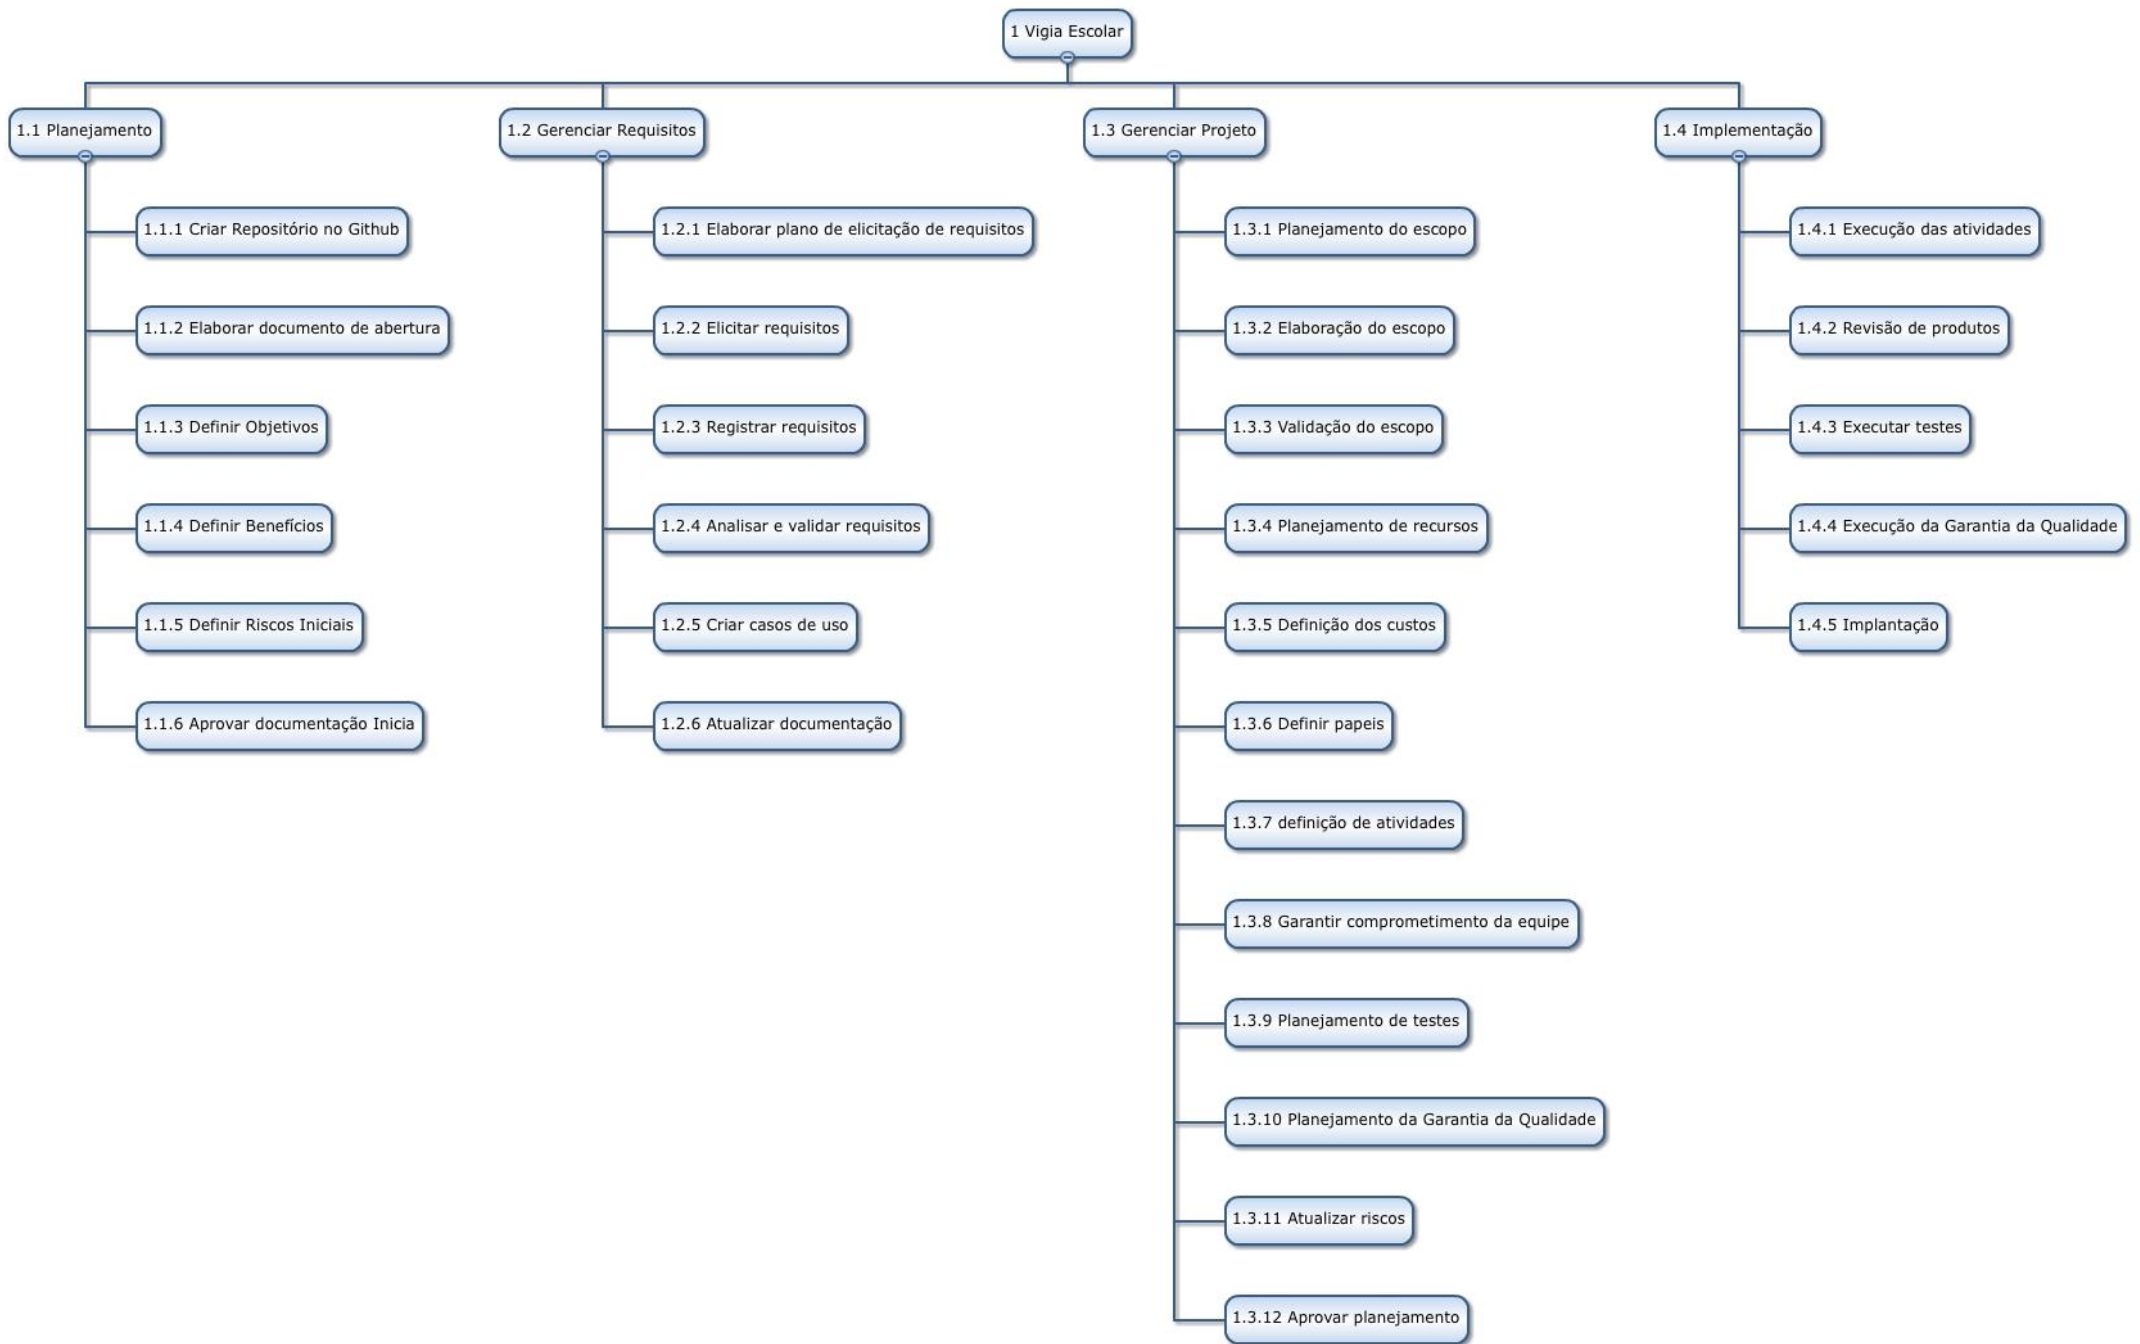 1 Vigia Escolar
1.1 Planejamento
1.1.1 Criar Repositório no Github
1.1.2 Elaborar documento de abertura
1.1.3 Definir Objetivos
1.1.4 Definir Benefícios
1.1.5 Definir Riscos Iniciais
1.1.6 Aprovar documentação Inicia
1.2 Gerenciar Requisitos
1.2.1 Elaborar plano de elicitação de requisitos
1.2.2 Elicitar requisitos
1.2.3 Registrar requisitos
1.2.4 Analisar e validar requisitos
1.2.5 Criar casos de uso
1.2.6 Atualizar documentação
1.3 Gerenciar Projeto
1.3.1 Planejamento do escopo
1.3.2 Elaboração do escopo
1.3.3 Validação do escopo
1.3.4 Planejamento de recursos
1.3.5 Definição dos custos
1.3.6 Definir papeis
1.3.7 definição de atividades
1.3.8 Garantir comprometimento da equipe
1.3.9 Planejamento de testes
1.3.10 Planejamento da Garantia da Qualidade
1.3.11 Atualizar riscos
1.3.12 Aprovar planejamento
1.4 Implementação
1.4.1 Execução das atividades
1.4.2 Revisão de produtos
1.4.3 Executar testes
1.4.4 Execução da Garantia da Qualidade
1.4.5 Implantação